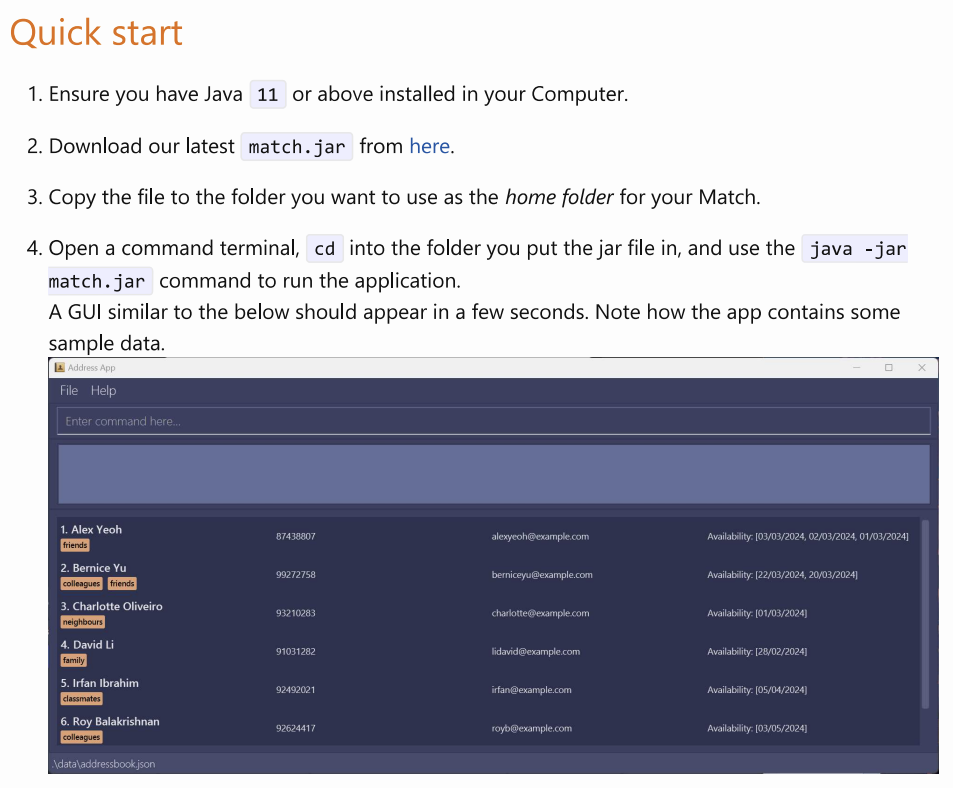 Quick start
1. Ensure you have Java 11 or above installed in your Computer.
2. Download our latest match.jar from here.
3. Copy the file to the folder you want to use as the home folder for your Match.
4. Open a command terminal, cd into the folder you put the jar file in, and use the java -jar
match.jar command to run the application.
A GUI similar to the below should appear in a few seconds. Note how the app contains some
sample data.
Address App
File Help
Enter command here...
1. Alex Yeoh
friends
87438807 alexyeoh@example.com Availability: [03/03/2024, 02/03/2024, 01/03/2024]
2. Bernice Yu
colleagues friends
99272758 berniceyu@example.com Availability: [22/03/2024, 20/03/2024]
3. Charlotte Oliveiro
neighbours
93210283 charlotte@example.com Availability: [01/03/2024]
4. David Li
family
91031282 lidavid@example.com Availability: [28/02/2024]
5. Irfan Ibrahim
classmates
92492021 irfan@example.com Availability: [05/04/2024]
6. Roy Balakrishnan
colleagues
92624417 royb@example.com Availability: [03/05/2024]
.\data\addressbook.json